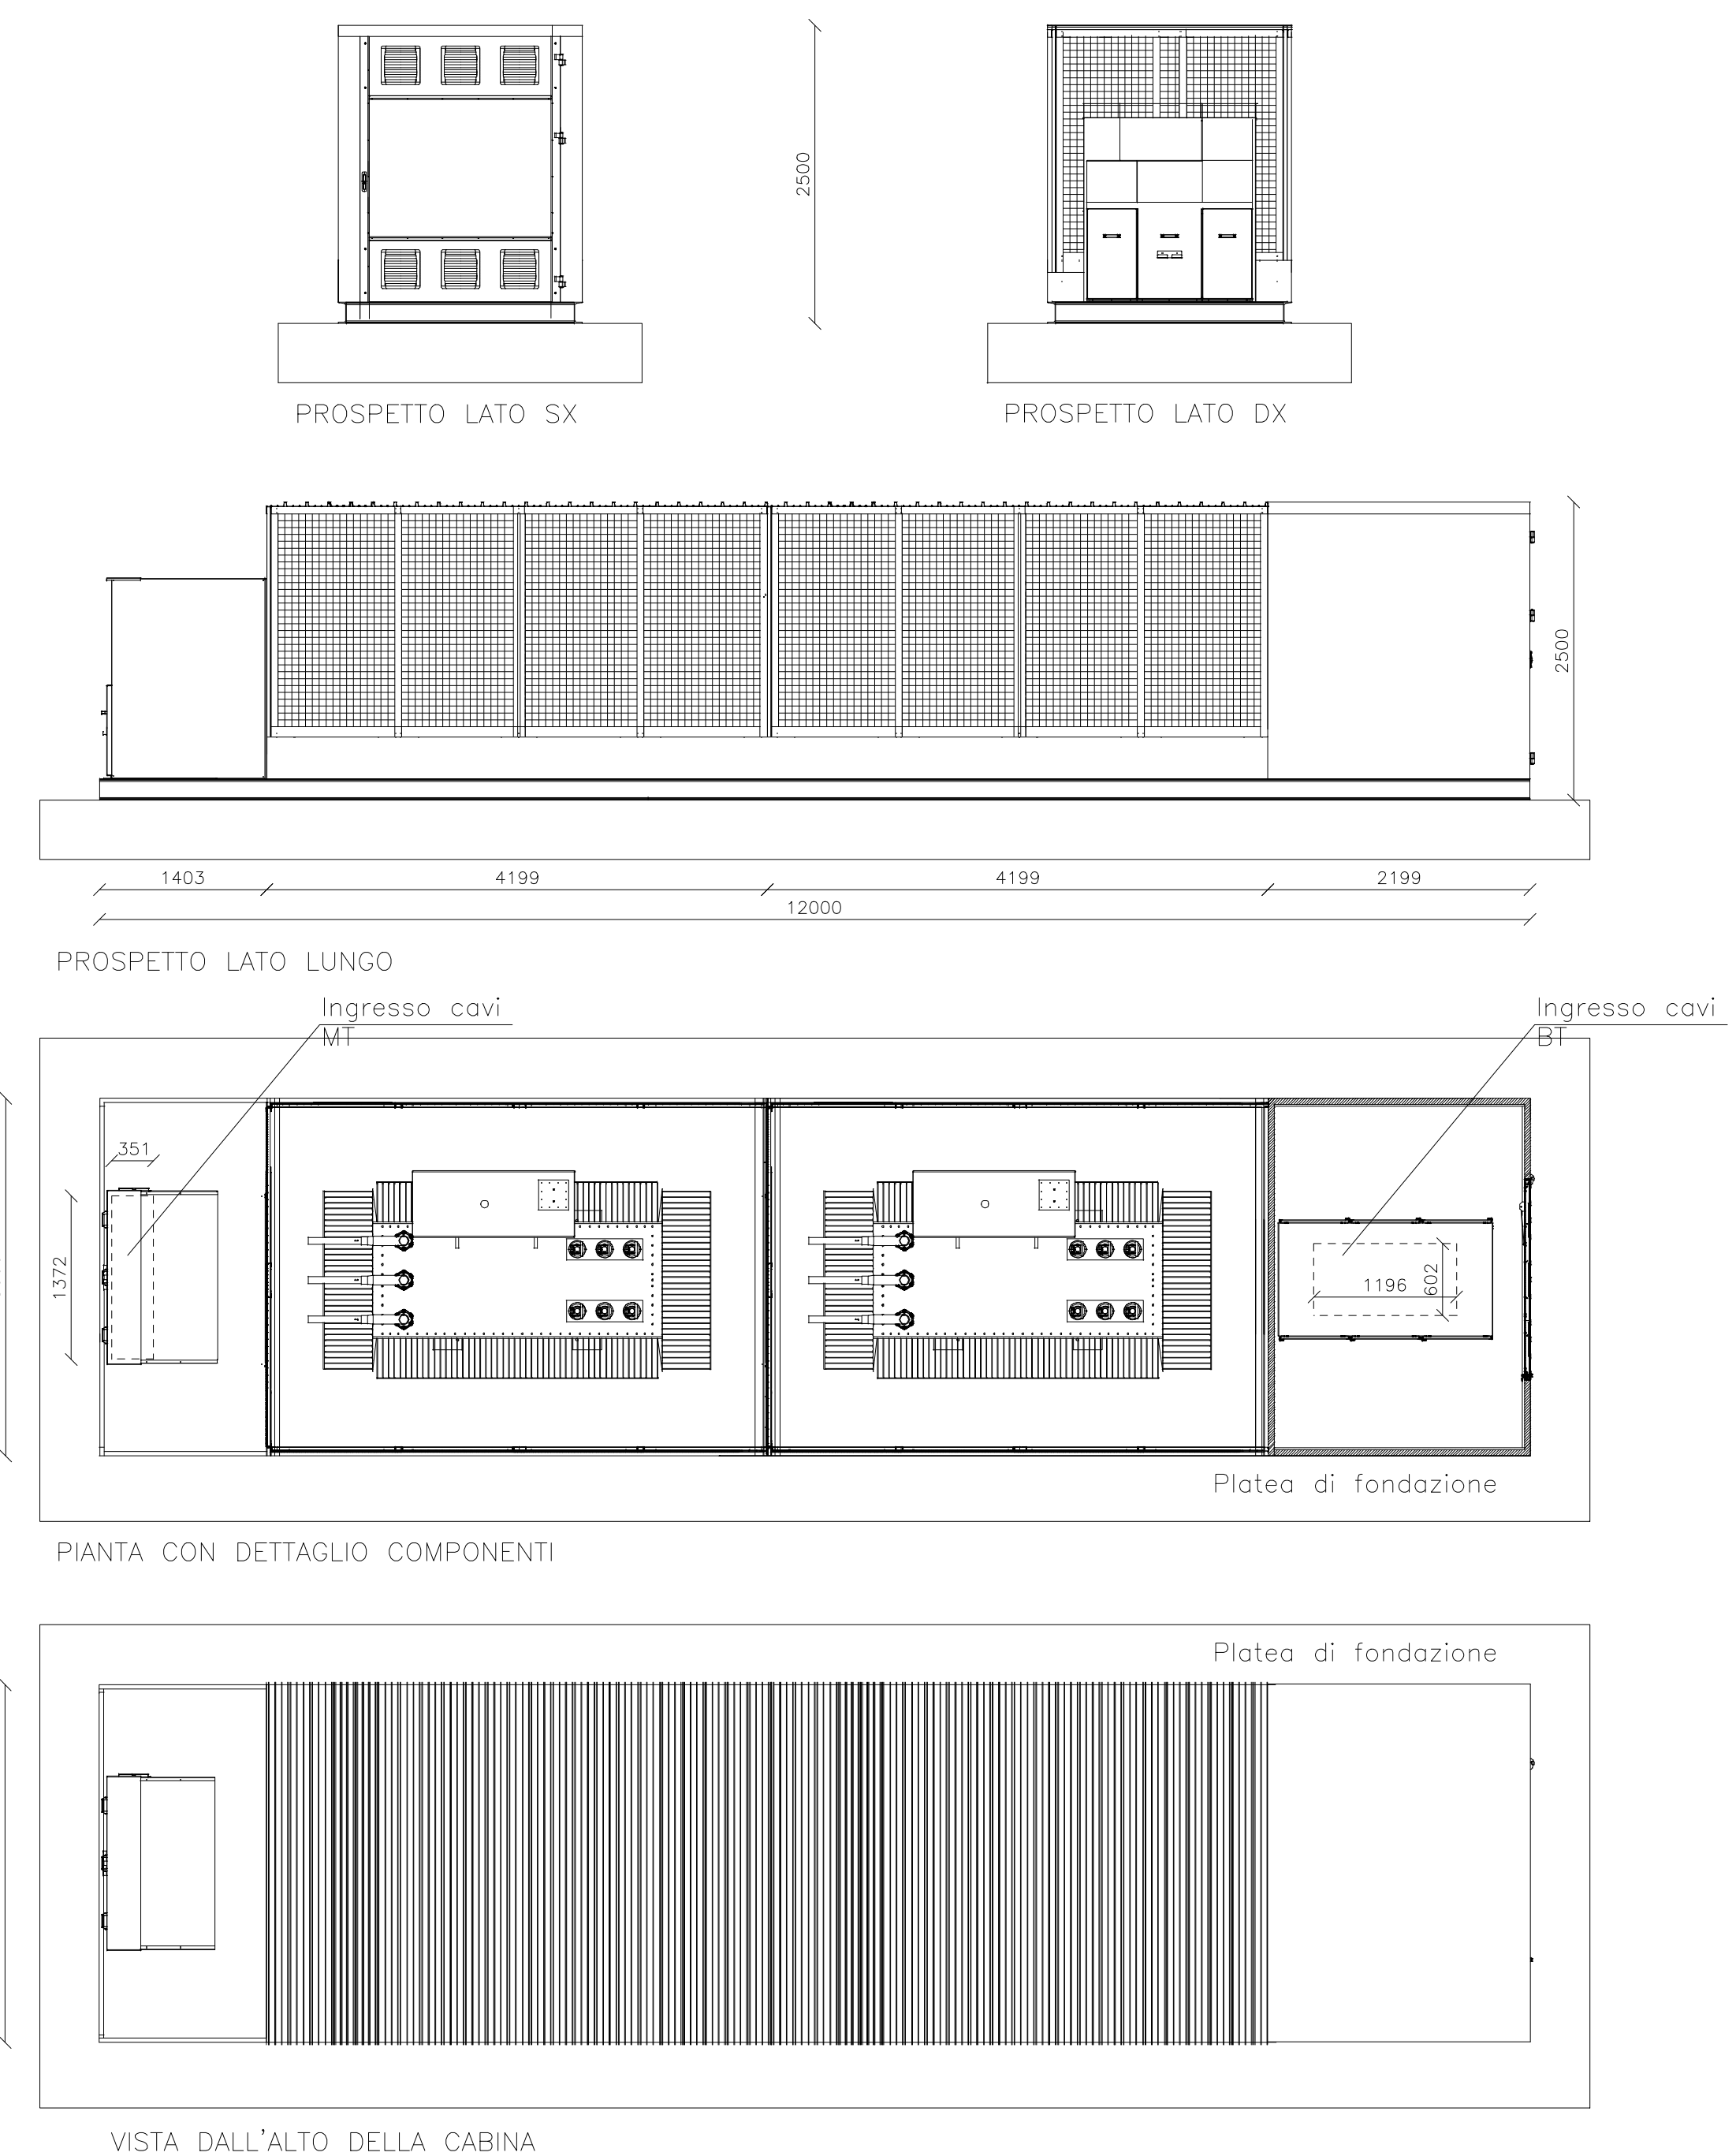 2500
PROSPETTO LATO SX
PROSPETTO LATO DX
2500
1403
4199
4199
2199
12000
PROSPETTO LATO LUNGO
Ingresso cavi
MT
Ingresso cavi
BT
351
1372
1196
602
Platea di fondazione
PIANTA CON DETTAGLIO COMPONENTI
Platea di fondazione
VISTA DALL'ALTO DELLA CABINA